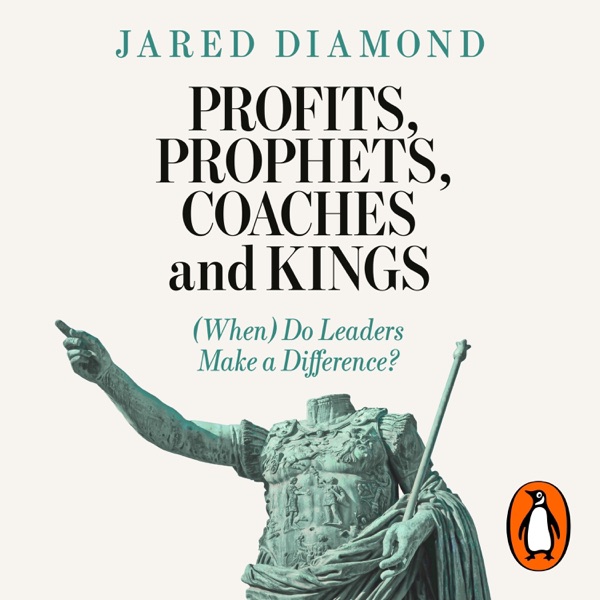 JARED DIAMOND
PROFITS,
PROPHETS,
COACHES
and KINGS
(When) Do Leaders
Make a Difference?